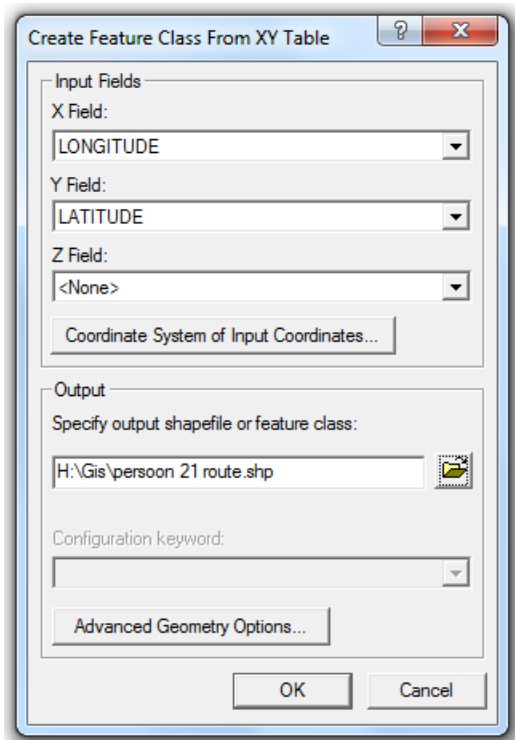 Create Feature Class From XY Table
?
Input Fields
X Field:
LONGITUDE
Y Field:
LATITUDE
Z Field:
<None>
Coordinate System of Input Coordinates...
Output
Specify output shapefile or feature class:
H:\Gis\persoon 21 route.shp
Configuration keyword:
Advanced Geometry Options...
OK Cancel